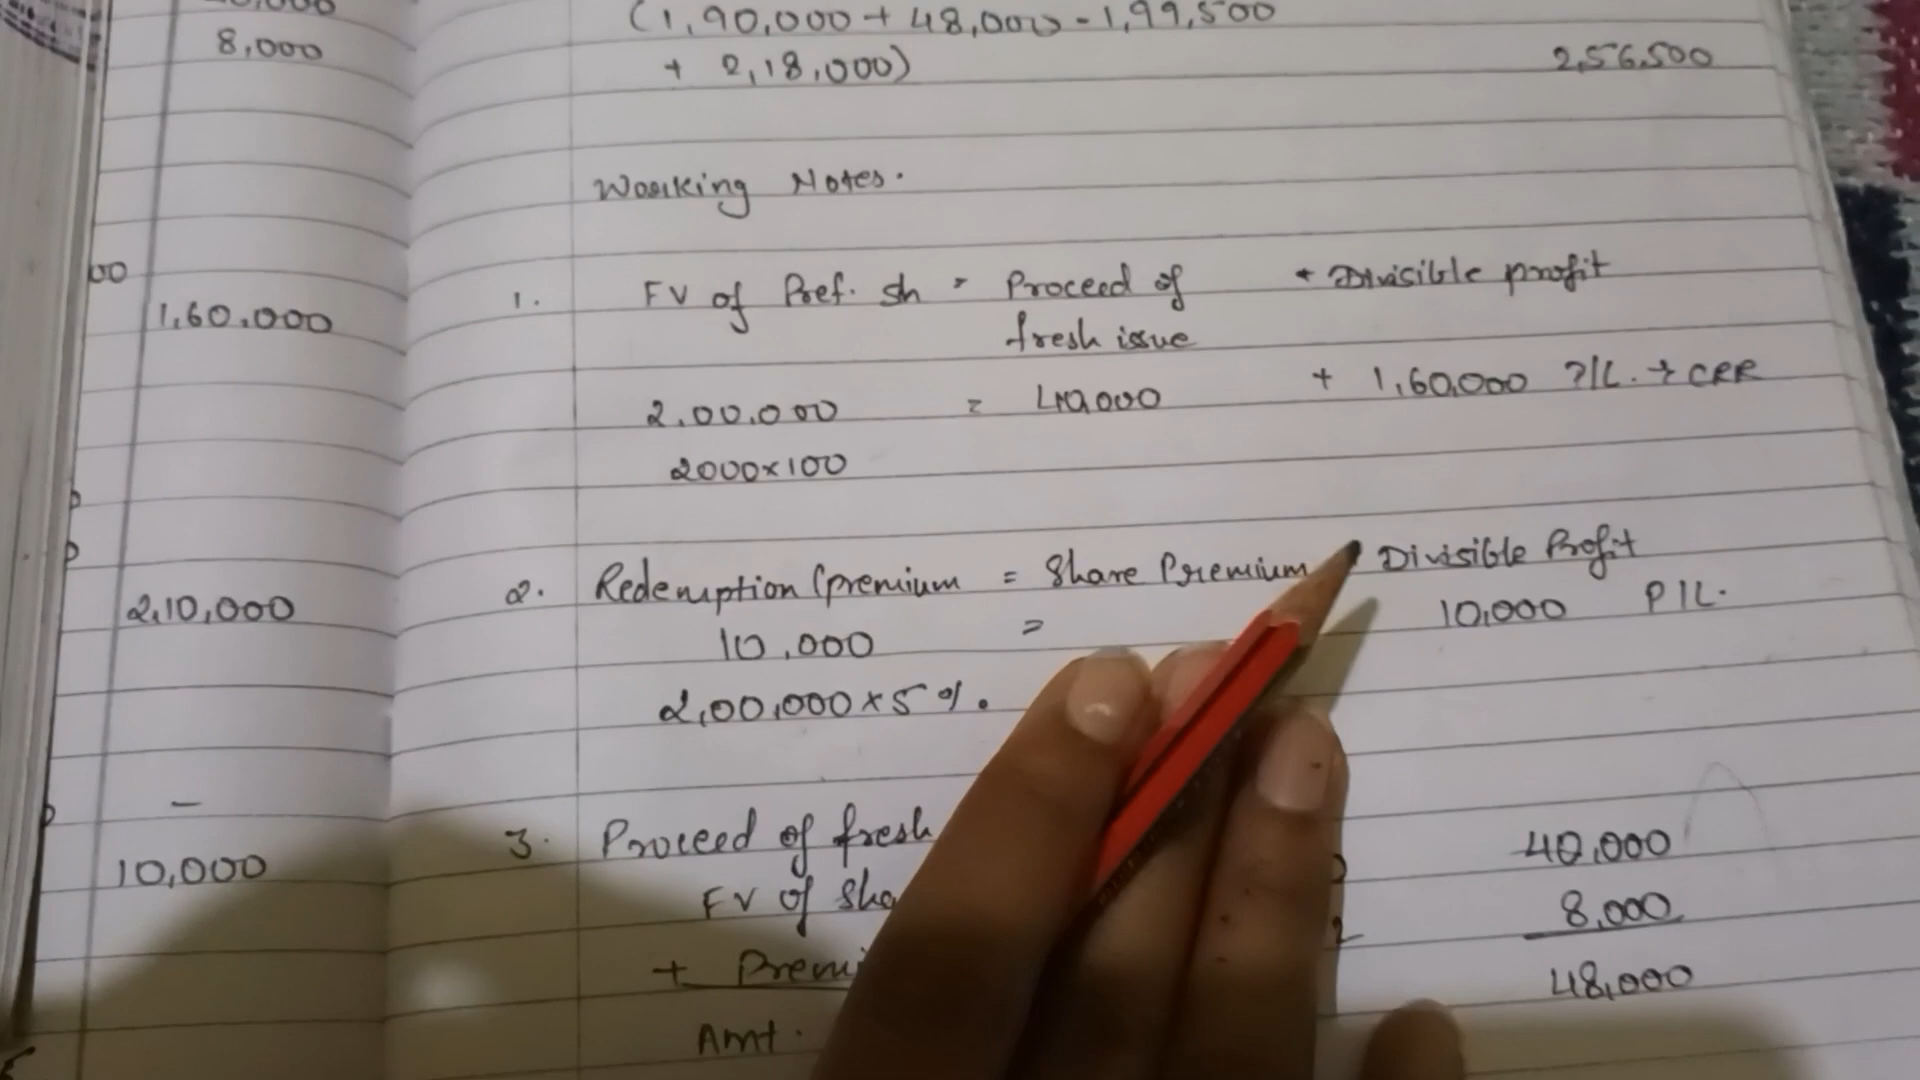 8,000
1,60,000
2,10,000
10,000
(1,90,000 + 48,000 - 1,99,500
+ 2,18,000) 2,56,500
Working Notes.
1. FV of Pref. sh = Proceed of + Divisible profit
fresh issue
2,00,000 = 40,000 + 1,60,000 P/L. → CRR
2000×100
2. Redemption (premium = Share Premium Divisible Profit
10,000 = 10,000 P/L.
2,00,000×5%.
3. Proceed of fresh 40,000
FV of 8,000
+ 48,000
Amt.